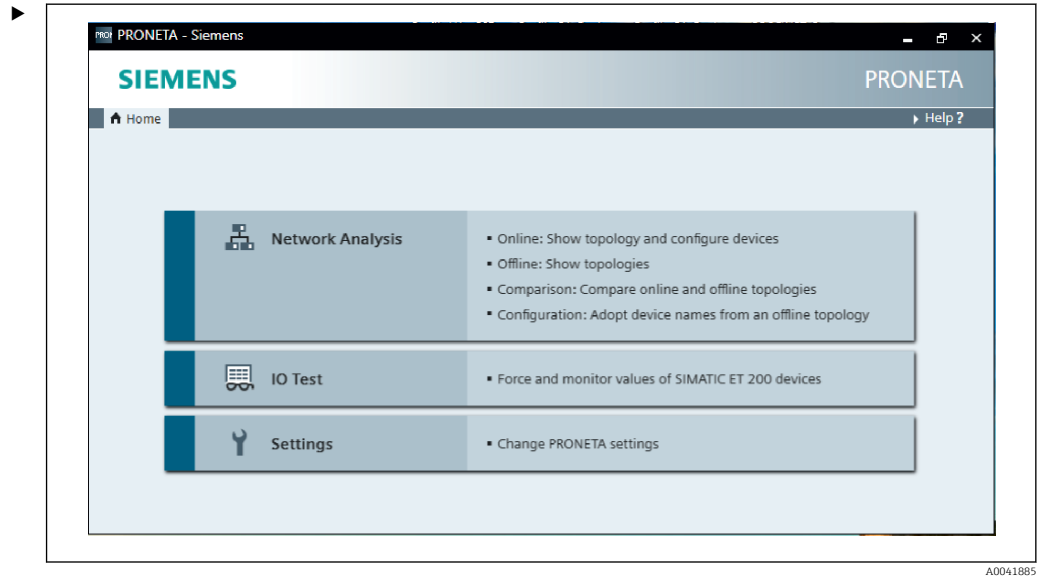 PRONETA - Siemens
SIEMENS
PRONETA
Home
Help ?
Network Analysis
▪ Online: Show topology and configure devices
▪ Offline: Show topologies
▪ Comparison: Compare online and offline topologies
▪ Configuration: Adopt device names from an offline topology
IO Test
▪ Force and monitor values of SIMATIC ET 200 devices
Settings
▪ Change PRONETA settings
A0041885